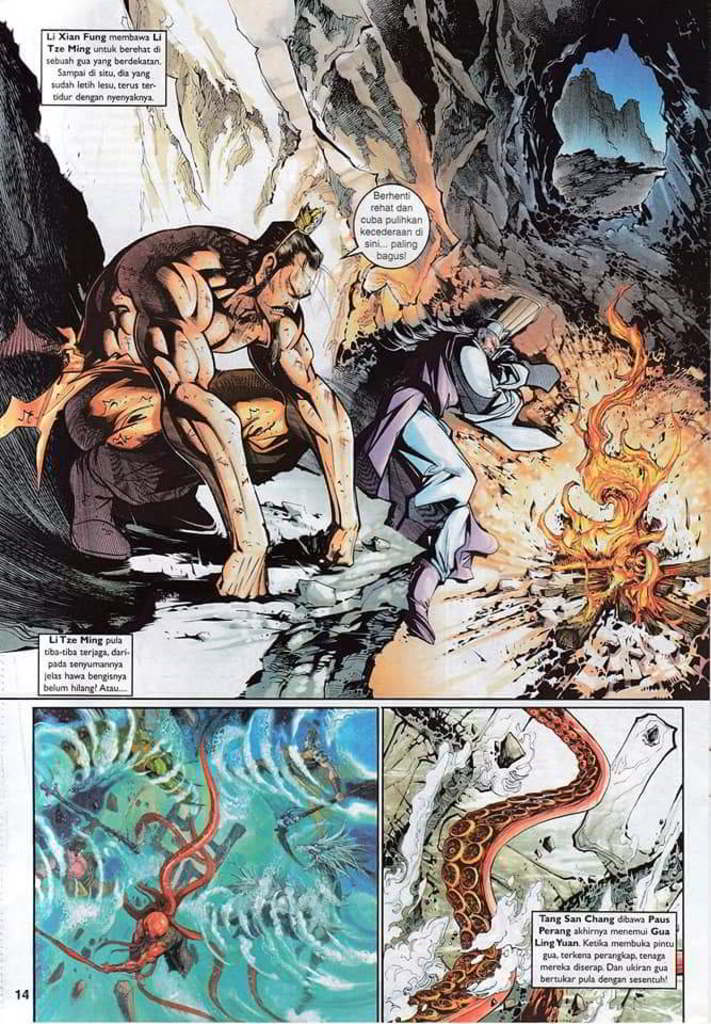 Li Xian Fung membawa Li
Tze Ming untuk berehat di
sebuah gua yang berdekatan.
Sampai di situ, dia yang
sudah letih lesu, terus ter-
tidur dengan nyenyaknya.
Berhenti
rehat dan
cuba pulihkan
kecederaan di
sini... paling
bagus!
Li Tze Ming pula
tiba-tiba terjaga, dari-
pada senyumannya
jelas hawa bengisnya
belum hilang! Atau....
Tang San Chang dibawa Paus
Perang akhirnya menemui Gua
Ling Yuan. Ketika membuka pintu
gua, terkena perangkap, tenaga
mereka diserap. Dan ukiran gua
bertukar pula dengan sesentuh!
14